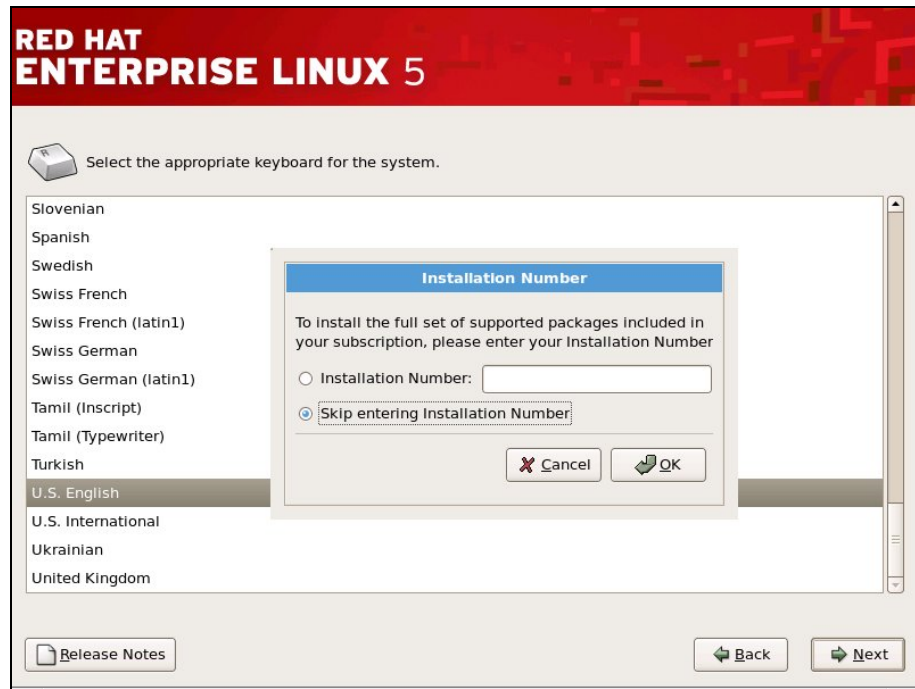 RED HAT
ENTERPRISE LINUX 5
Select the appropriate keyboard for the system.
Slovenian
Spanish
Swedish
Swiss French
Swiss French (latin1)
Swiss German
Swiss German (latin1)
Tamil (Inscript)
Tamil (Typewriter)
Turkish
U.S. English
U.S. International
Ukrainian
United Kingdom
Installation Number
To install the full set of supported packages included in
your subscription, please enter your Installation Number
Installation Number:
Skip entering Installation Number
Cancel OK
Release Notes Back Next